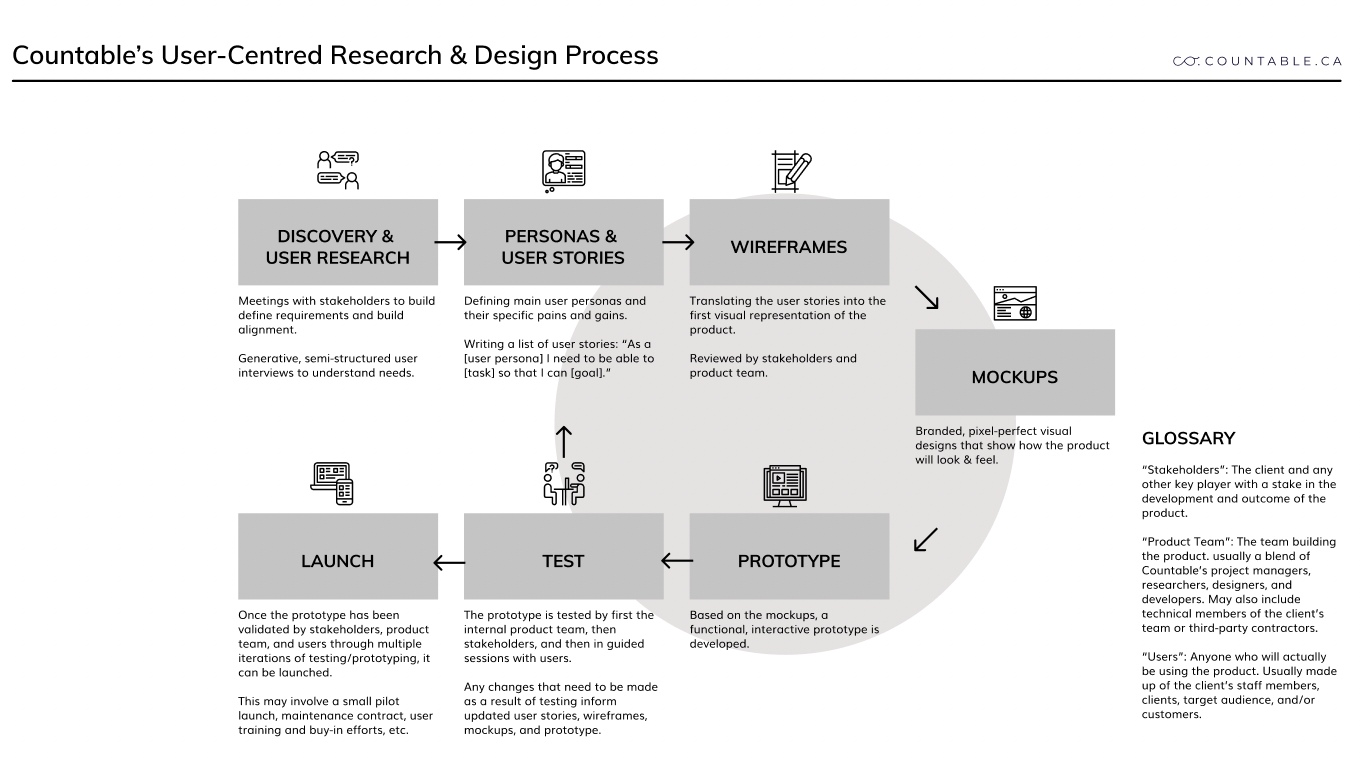 Countable’s User-Centred Research & Design Process
co. COUNTABLE.CA
DISCOVERY &
USER RESEARCH
Meetings with stakeholders to build
define requirements and build
alignment.
Generative, semi-structured user
interviews to understand needs.
PERSONAS &
USER STORIES
Defining main user personas and
their specific pains and gains.
Writing a list of user stories: “As a
[user persona] I need to be able to
[task] so that I can [goal].”
WIREFRAMES
Translating the user stories into the
first visual representation of the
product.
Reviewed by stakeholders and
product team.
MOCKUPS
Branded, pixel-perfect visual
designs that show how the product
will look & feel.
PROTOTYPE
Based on the mockups, a
functional, interactive prototype is
developed.
TEST
The prototype is tested by first the
internal product team, then
stakeholders, and then in guided
sessions with users.
Any changes that need to be made
as a result of testing inform
updated user stories, wireframes,
mockups, and prototype.
LAUNCH
Once the prototype has been
validated by stakeholders, product
team, and users through multiple
iterations of testing/prototyping, it
can be launched.
This may involve a small pilot
launch, maintenance contract, user
training and buy-in efforts, etc.
GLOSSARY
“Stakeholders”: The client and any
other key player with a stake in the
development and outcome of the
product.
“Product Team”: The team building
the product. usually a blend of
Countable’s project managers,
researchers, designers, and
developers. May also include
technical members of the client’s
team or third-party contractors.
“Users”: Anyone who will actually
be using the product. Usually made
up of the client’s staff members,
clients, target audience, and/or
customers.